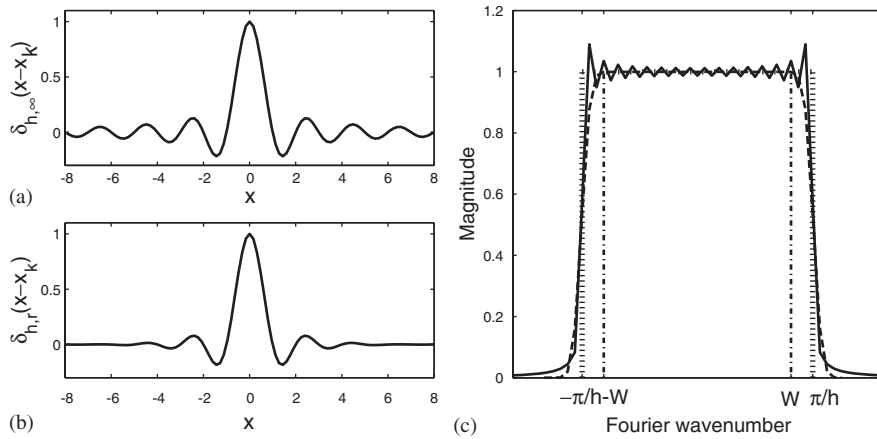 1
0.5
0
δh,∞(x−xk)
-8 -6 -4 -2 0 2 4 6 8
(a)
x
1
0.5
0
δh,r(x−xk)
-8 -6 -4 -2 0 2 4 6 8
(b)
x
1.2
1
0.8
0.6
0.4
0.2
0
Magnitude
−π/h-W W π/h
(c)
Fourier wavenumber